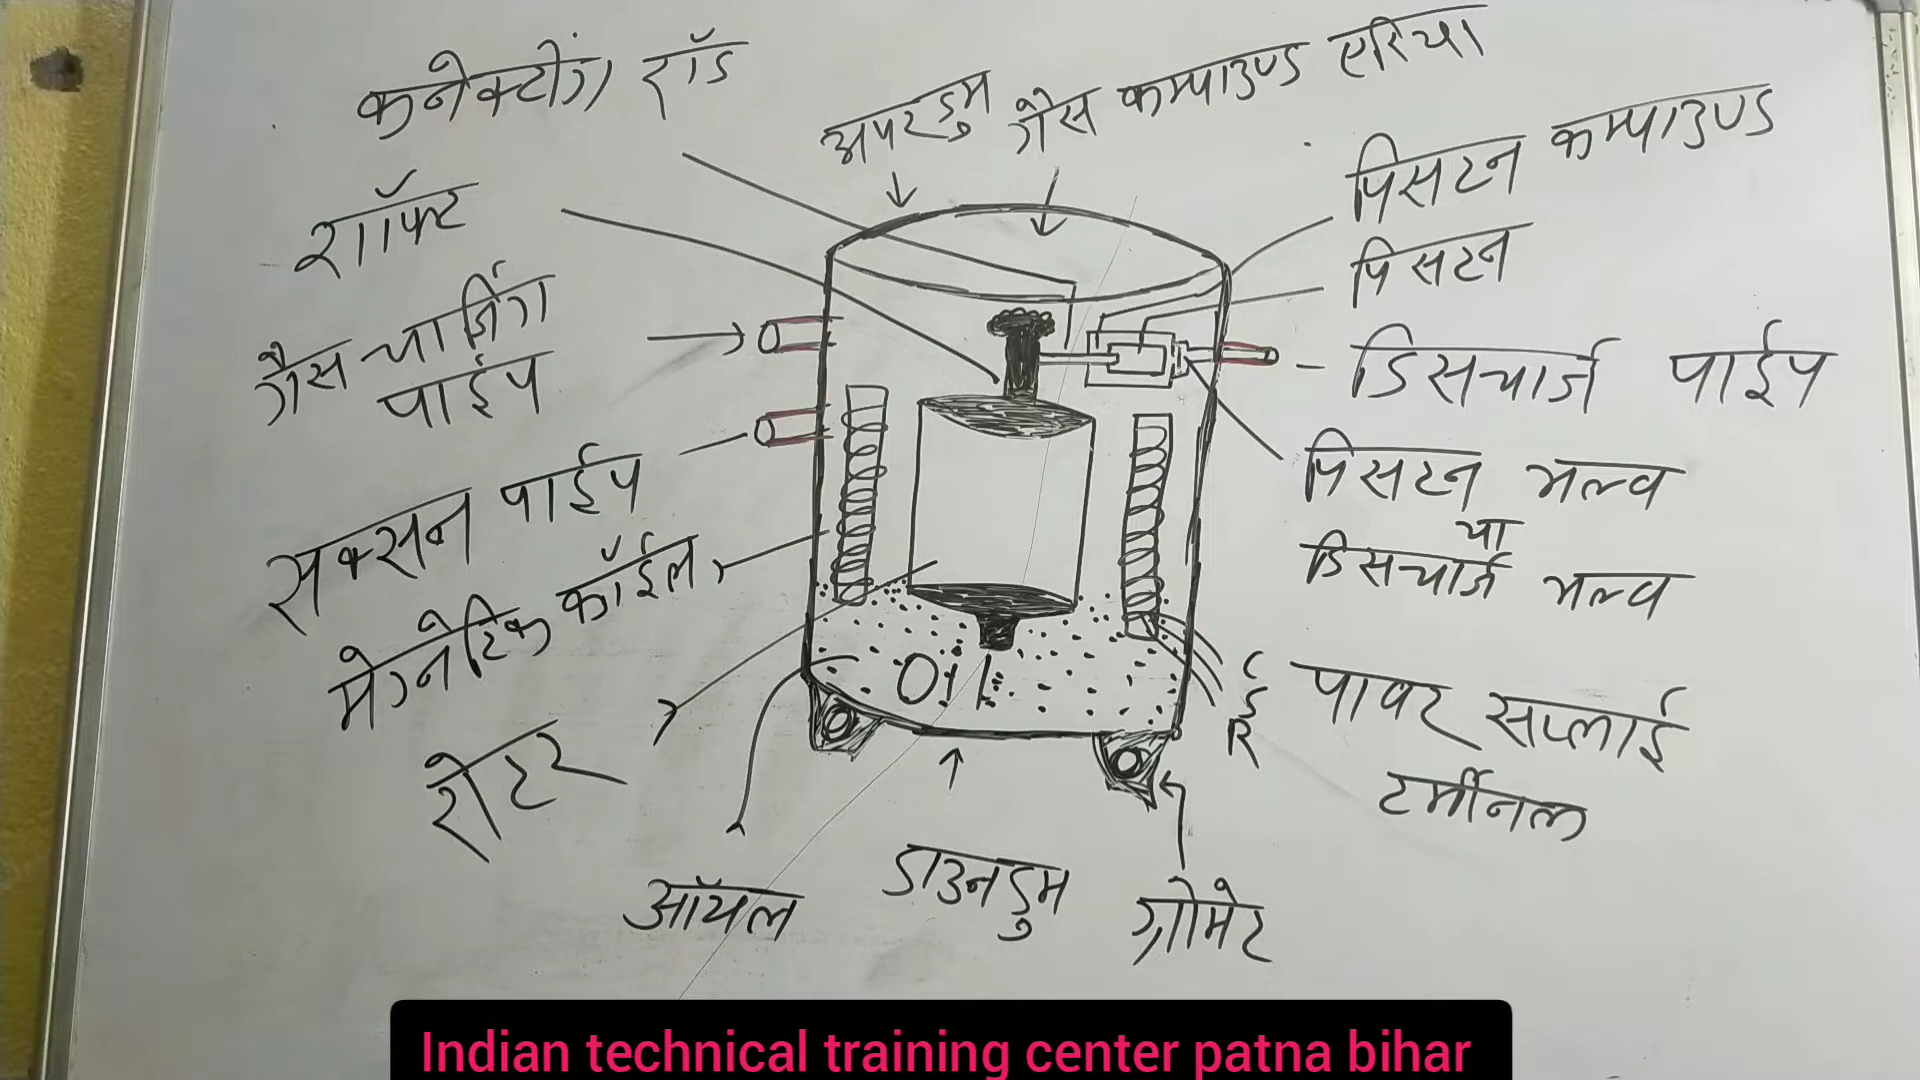 कनेक्टींग रॉड
अपरडुम
गैस कम्पाउण्ड एरिया
शॉफ्ट
पिसटन कम्पाउण्ड
पिसटन
गैस चार्जिंग
पाईप
डिसचार्ज पाईप
सक्सन पाईप
पिसटन भल्व
या
डिसचार्ज भल्व
मेग्नेटिक कॉईल
रोटर
Oil
C
S
R
पावर सप्लाई
टर्मीनल
ऑयल
डाउनडुम
ग्रोमेट
Indian technical training center patna bihar